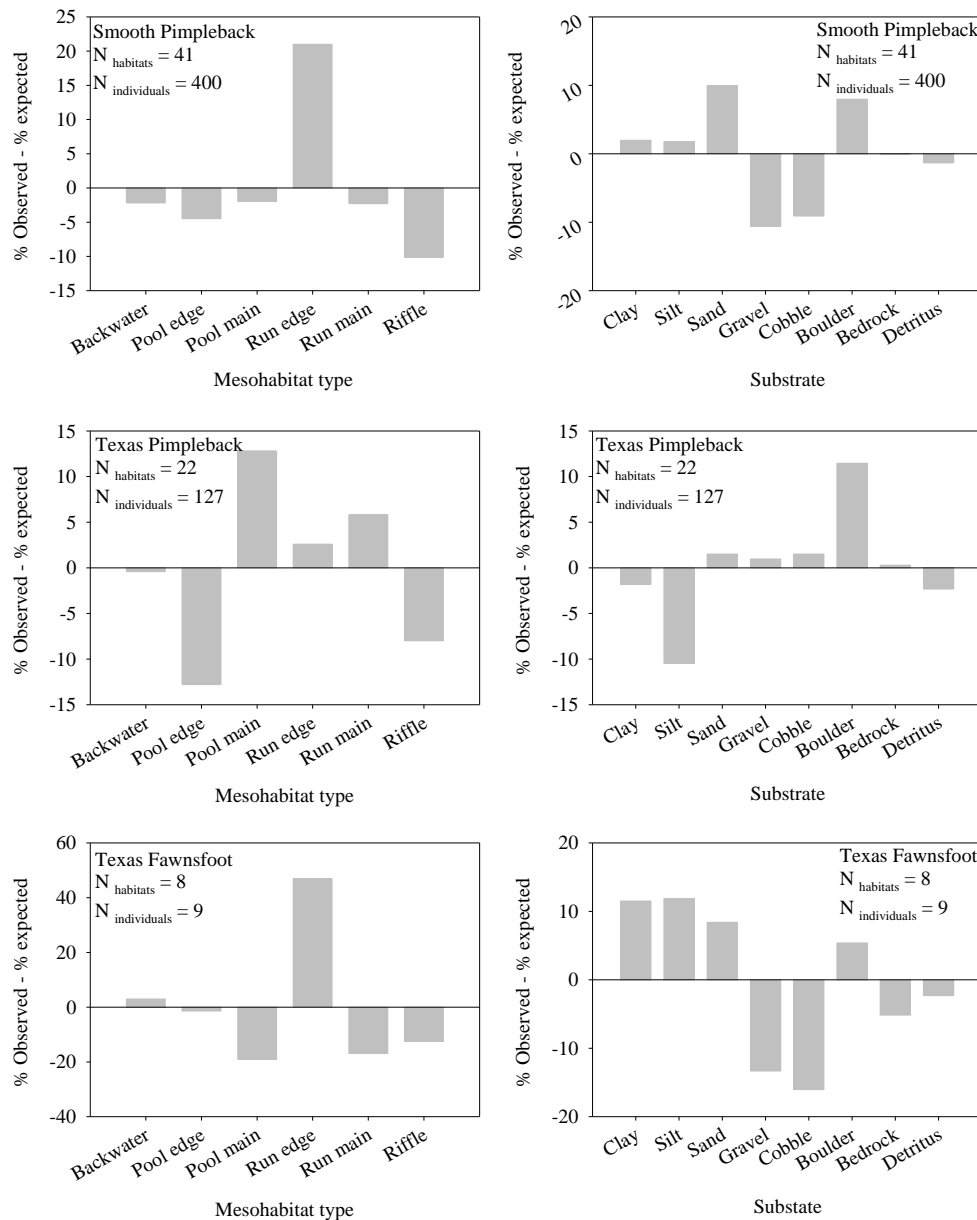 25
20
15
10
5
0
-5
-10
-15
% Observed - % expected
Smooth Pimpleback
N habitats = 41
N individuals = 400
Backwater
Pool edge
Pool main
Run edge
Run main
Riffle
Mesohabitat type
20
10
0
-10
-20
% Observed - % expected
Smooth Pimpleback
N habitats = 41
N individuals = 400
Clay
Silt
Sand
Gravel
Cobble
Boulder
Bedrock
Detritus
Substrate
15
10
5
0
-5
-10
-15
% Observed - % expected
Texas Pimpleback
N habitats = 22
N individuals = 127
Backwater
Pool edge
Pool main
Run edge
Run main
Riffle
Mesohabitat type
15
10
5
0
-5
-10
-15
% Observed - % expected
Texas Pimpleback
N habitats = 22
N individuals = 127
Clay
Silt
Sand
Gravel
Cobble
Boulder
Bedrock
Detritus
Substrate
60
40
20
0
-20
-40
% Observed - % expected
Texas Fawnsfoot
N habitats = 8
N individuals = 9
Backwater
Pool edge
Pool main
Run edge
Run main
Riffle
Mesohabitat type
20
10
0
-10
-20
% Observed - % expected
Texas Fawnsfoot
N habitats = 8
N individuals = 9
Clay
Silt
Sand
Gravel
Cobble
Boulder
Bedrock
Detritus
Substate